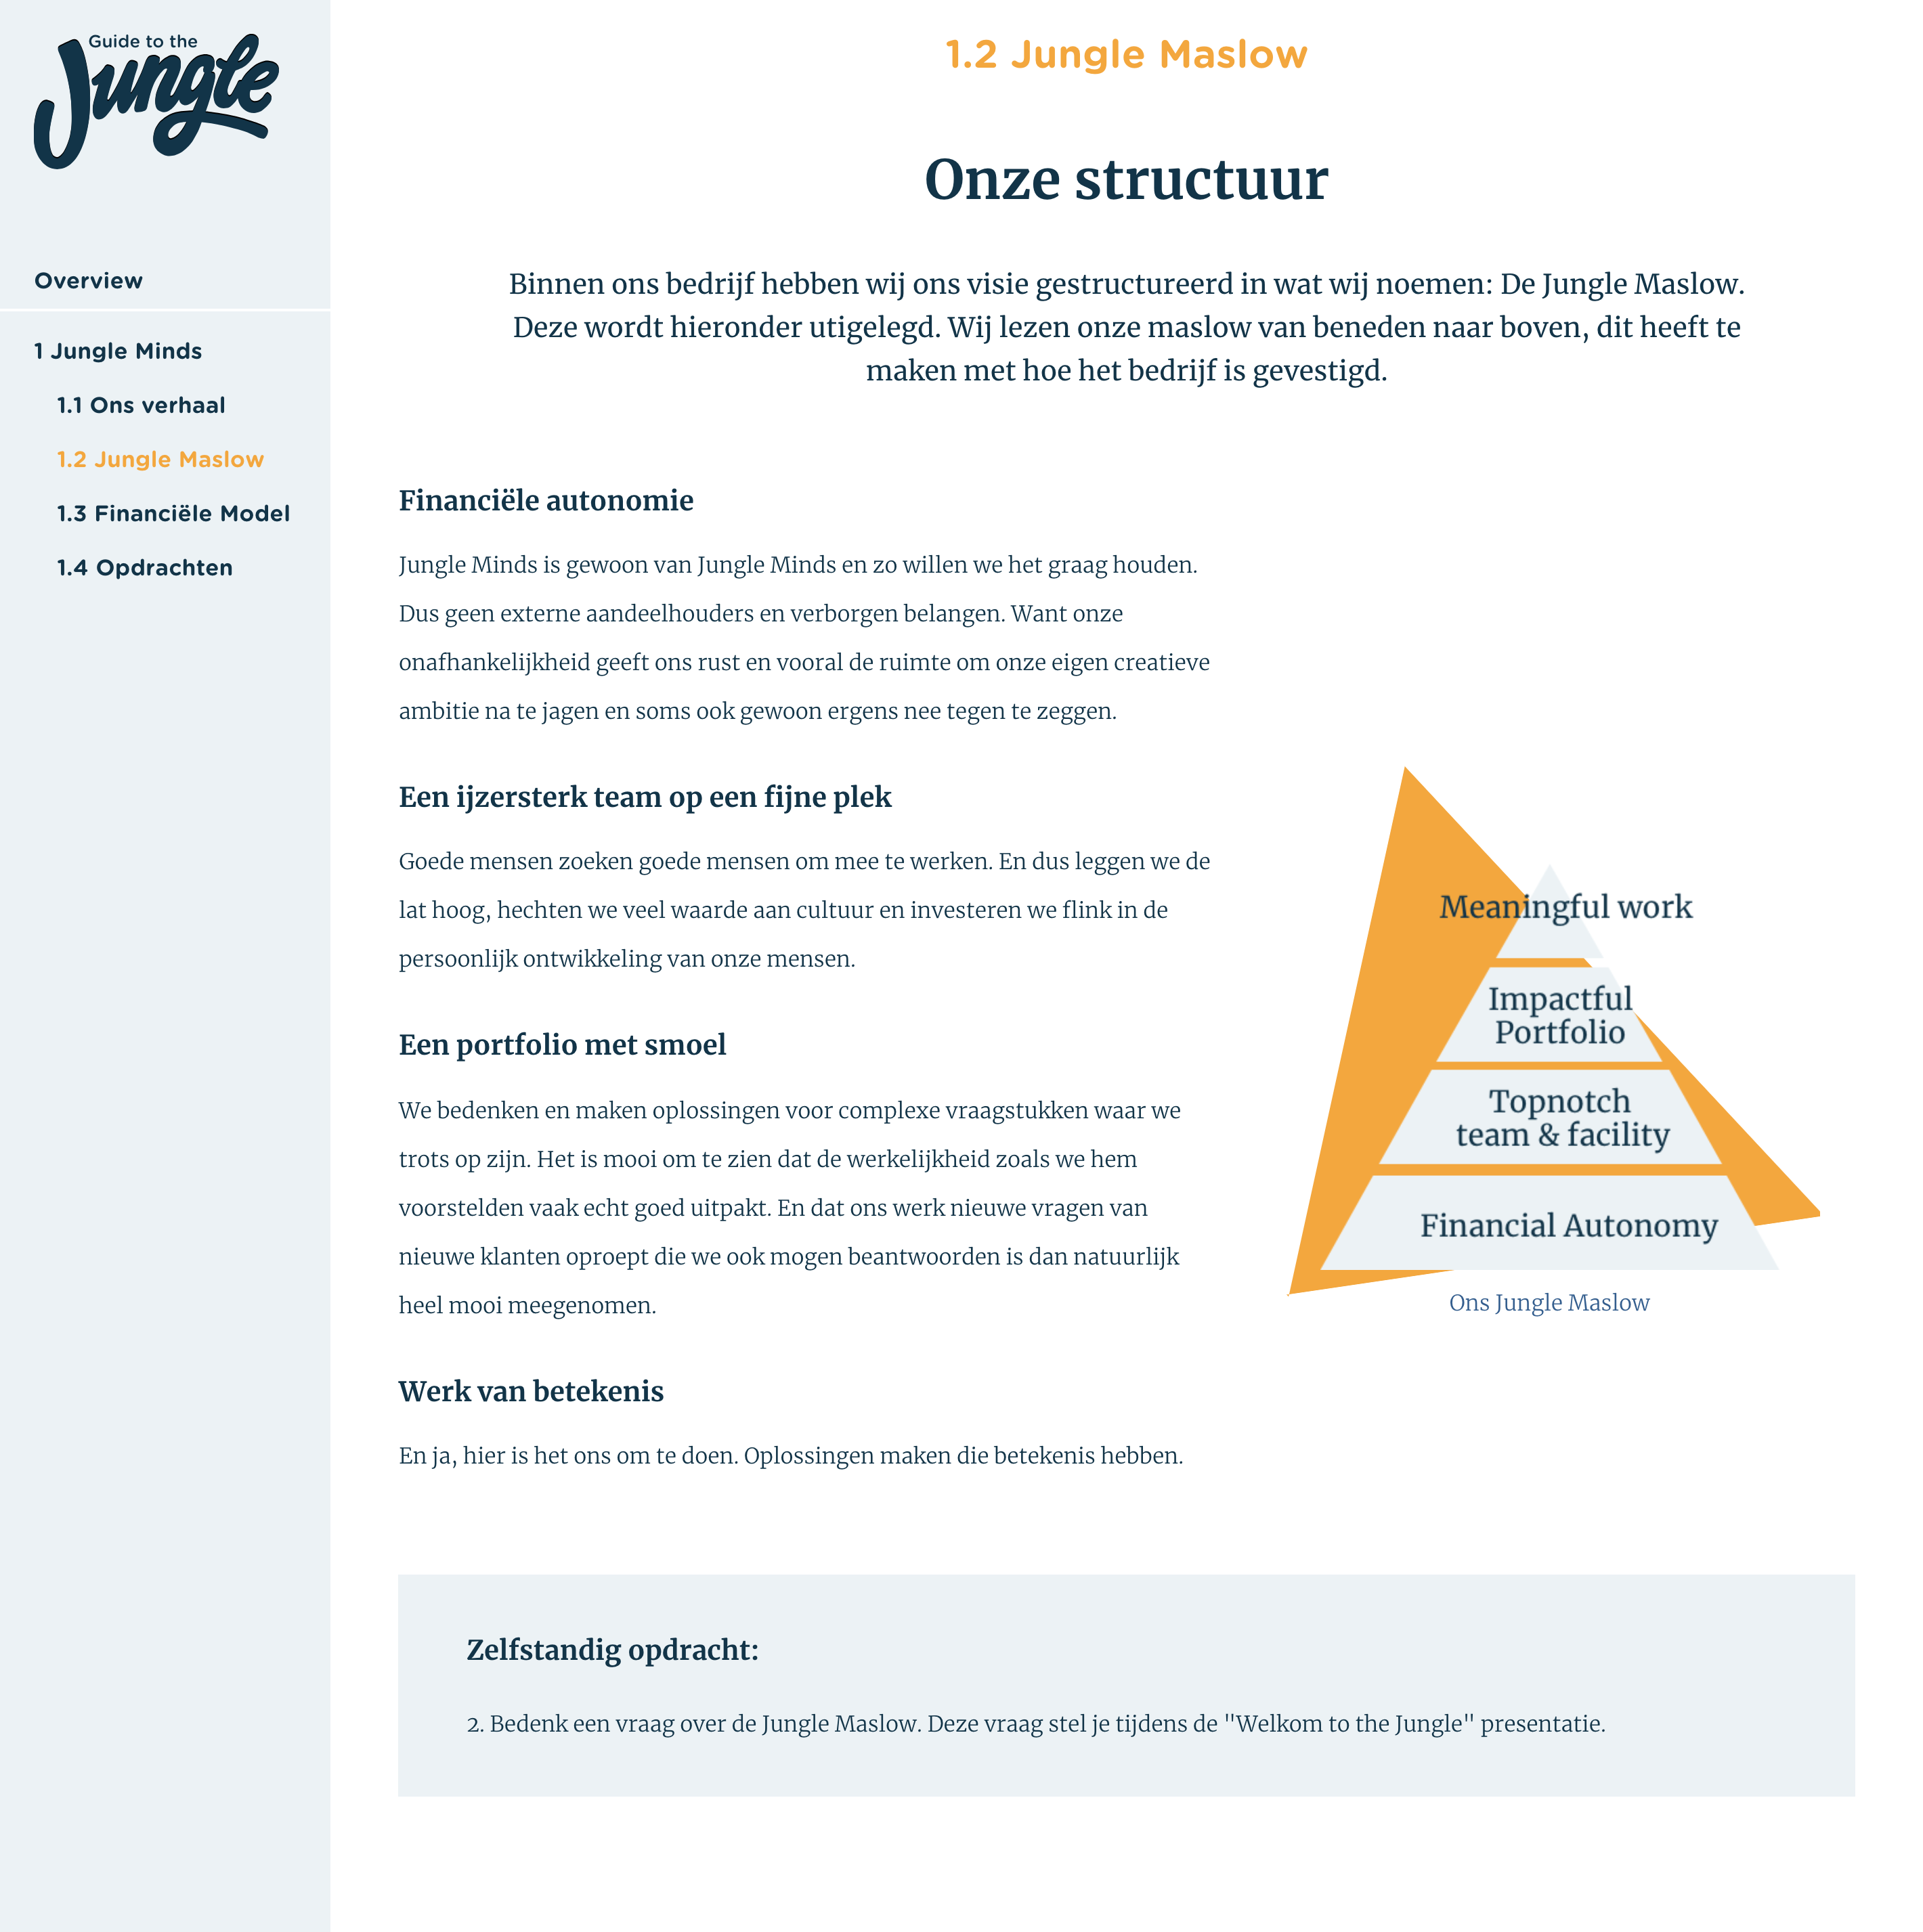 Guide to the
Jungle
Overview
1 Jungle Minds
1.1 Ons verhaal
1.2 Jungle Maslow
1.3 Financiële Model
1.4 Opdrachten
1.2 Jungle Maslow
Onze structuur
Binnen ons bedrijf hebben wij ons visie gestructureerd in wat wij noemen: De Jungle Maslow.
Deze wordt hieronder utigelegd. Wij lezen onze maslow van beneden naar boven, dit heeft te
maken met hoe het bedrijf is gevestigd.
Financiële autonomie
Jungle Minds is gewoon van Jungle Minds en zo willen we het graag houden.
Dus geen externe aandeelhouders en verborgen belangen. Want onze
onafhankelijkheid geeft ons rust en vooral de ruimte om onze eigen creatieve
ambitie na te jagen en soms ook gewoon ergens nee tegen te zeggen.
Een ijzersterk team op een fijne plek
Goede mensen zoeken goede mensen om mee te werken. En dus leggen we de
lat hoog, hechten we veel waarde aan cultuur en investeren we flink in de
persoonlijk ontwikkeling van onze mensen.
Een portfolio met smoel
We bedenken en maken oplossingen voor complexe vraagstukken waar we
trots op zijn. Het is mooi om te zien dat de werkelijkheid zoals we hem
voorstelden vaak echt goed uitpakt. En dat ons werk nieuwe vragen van
nieuwe klanten oproept die we ook mogen beantwoorden is dan natuurlijk
heel mooi meegenomen.
Werk van betekenis
En ja, hier is het ons om te doen. Oplossingen maken die betekenis hebben.
Meaningful work
Impactful
Portfolio
Topnotch
team & facility
Financial Autonomy
Ons Jungle Maslow
Zelfstandig opdracht:
2. Bedenk een vraag over de Jungle Maslow. Deze vraag stel je tijdens de "Welkom to the Jungle" presentatie.